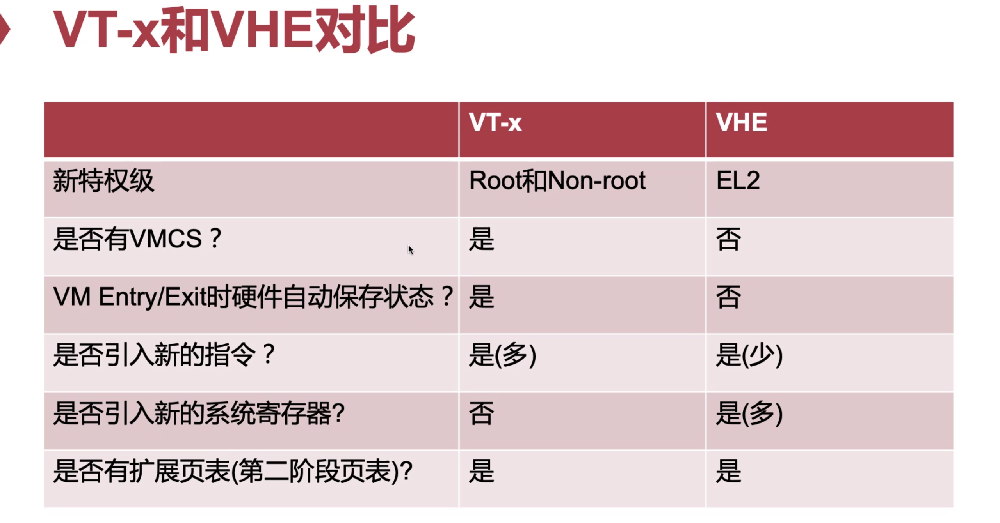 VT-x和VHE对比
VT-x VHE
新特权级 Root和Non-root EL2
是否有VMCS？ 是 否
VM Entry/Exit时硬件自动保存状态？ 是 否
是否引入新的指令？ 是(多) 是(少)
是否引入新的系统寄存器? 否 是(多)
是否有扩展页表(第二阶段页表)? 是 是